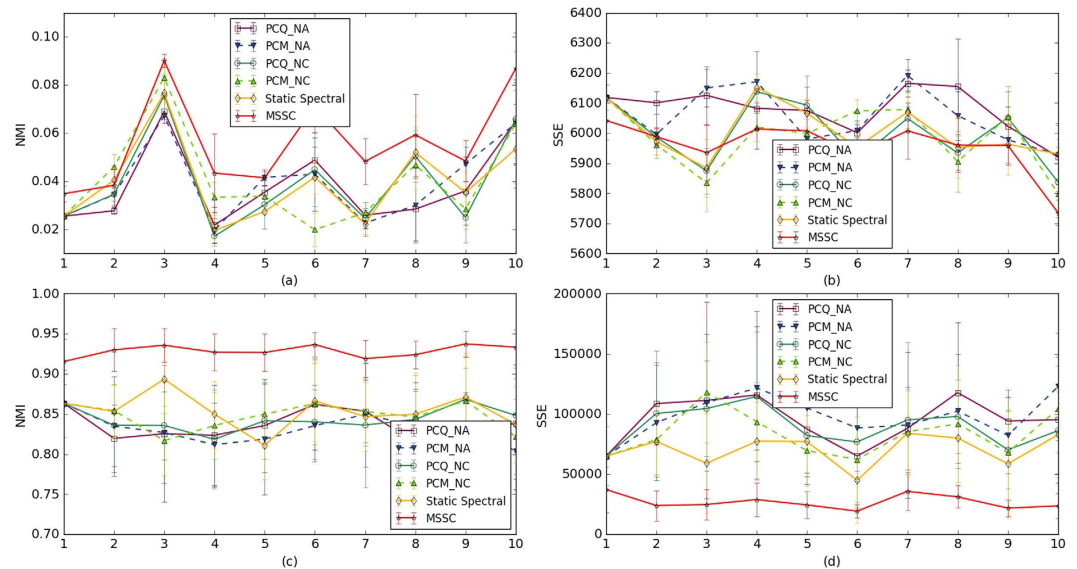 0.10
0.08
0.06
0.04
0.02
NMI
PCQ_NA
PCM_NA
PCQ_NC
PCM_NC
Static Spectral
MSSC
1 2 3 4 5 6 7 8 9 10
(a)
6400
6300
6200
6100
6000
5900
5800
5700
5600
SSE
PCQ_NA
PCM_NA
PCQ_NC
PCM_NC
Static Spectral
MSSC
1 2 3 4 5 6 7 8 9 10
(b)
1.00
0.95
0.90
0.85
0.80
0.75
0.70
NMI
PCQ_NA
PCM_NA
PCQ_NC
PCM_NC
Static Spectral
MSSC
1 2 3 4 5 6 7 8 9 10
(c)
200000
150000
100000
50000
0
SSE
PCQ_NA
PCM_NA
PCQ_NC
PCM_NC
Static Spectral
MSSC
1 2 3 4 5 6 7 8 9 10
(d)